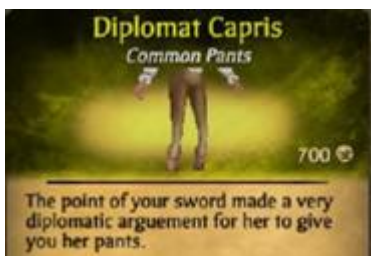 Diplomat Capris
Common Pants
700
The point of your sword made a very
diplomatic arguement for her to give
you her pants.